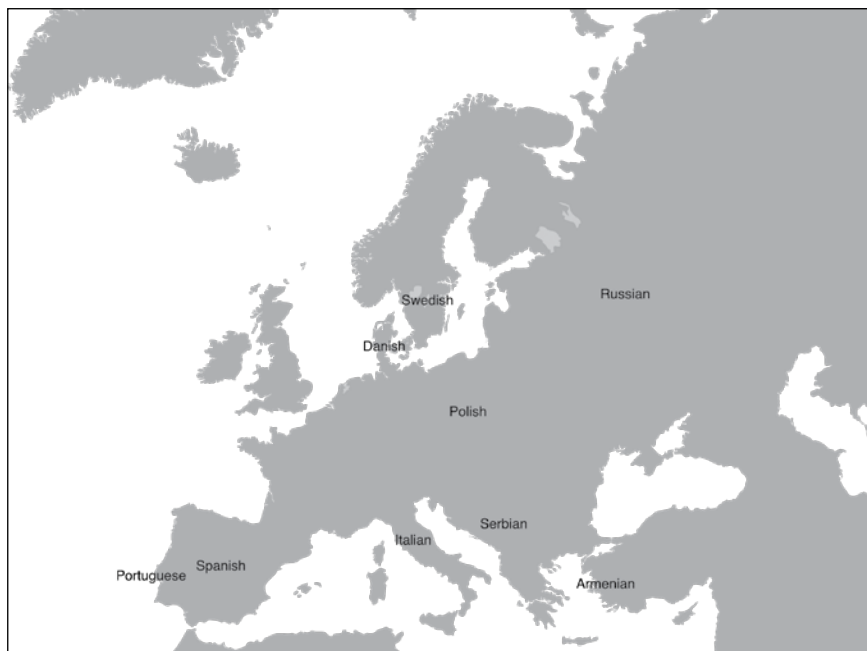 Swedish
Russian
Danish
Polish
Serbian
Italian
Spanish
Portuguese
Armenian